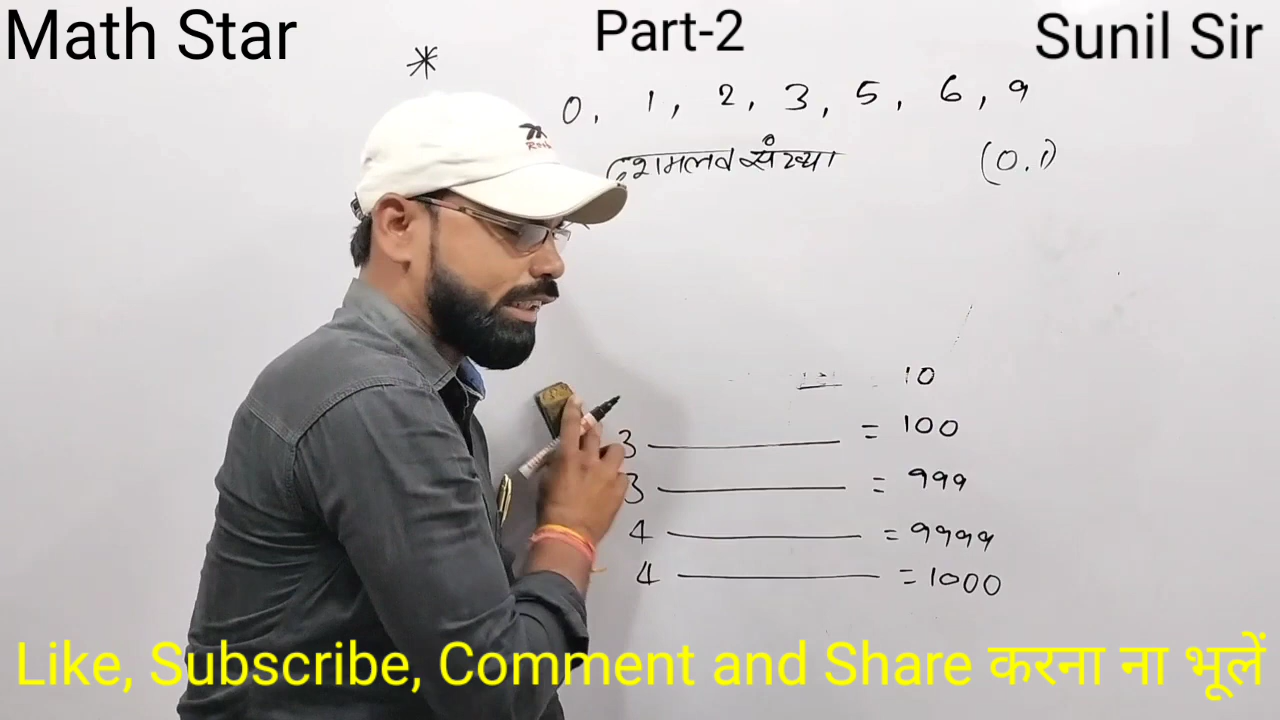 Math Star Part-2 Sunil Sir
*
0, 1, 2, 3, 5, 6, 9
दशमलव संख्या (0.1)
10
3 ——— = 100
3 ——— = 999
4 ——— = 9999
4 ——— = 1000
Like, Subscribe, Comment and Share करना ना भूलें